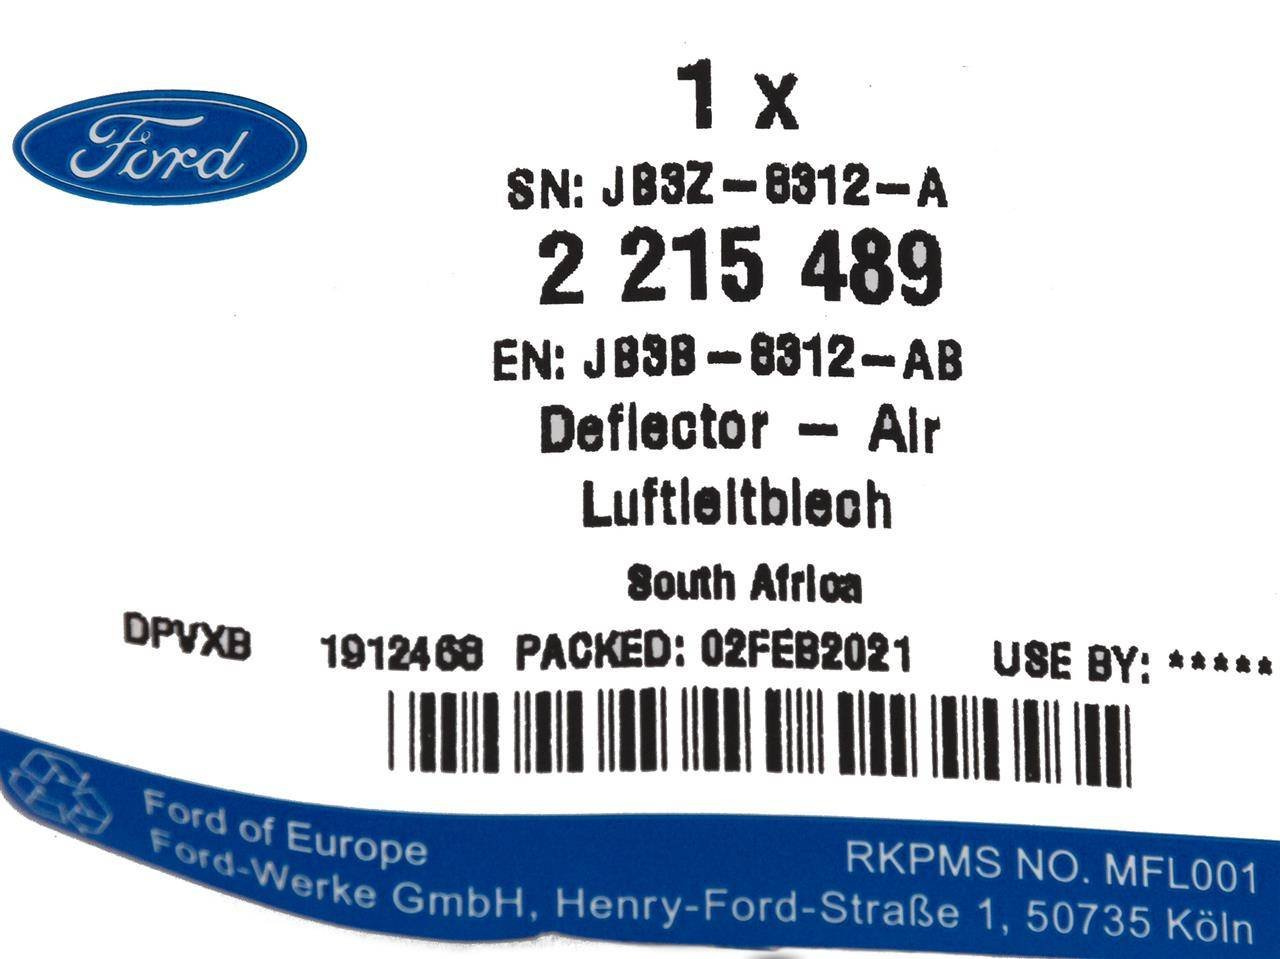 Ford
1 x
SN: JB3Z-8312-A
2 215 489
EN: JB3B-8312-AB
Deflector - Air
Luftleitblech
South Africa
DPVXB 1912468 PACKED: 02FEB2021 USE BY: *****
Ford of Europe
RKPMS NO. MFL001
Ford-Werke GmbH, Henry-Ford-Straße 1, 50735 Köln